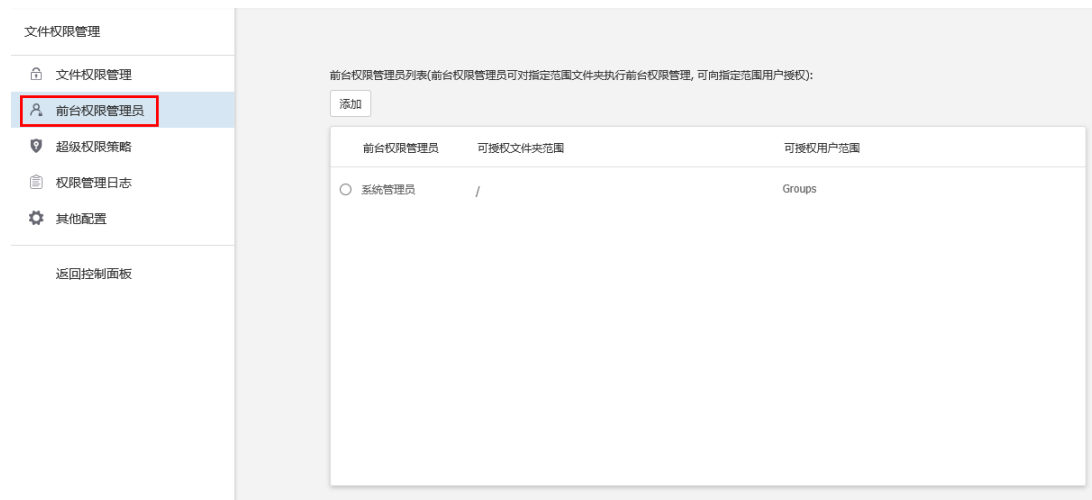 文件权限管理
文件权限管理
前台权限管理员
超级权限策略
权限管理日志
其他配置
返回控制面板
前台权限管理员列表(前台权限管理员可对指定范围文件夹执行前台权限管理, 可向指定范围用户授权):
添加
前台权限管理员 可授权文件夹范围 可授权用户范围
系统管理员 / Groups